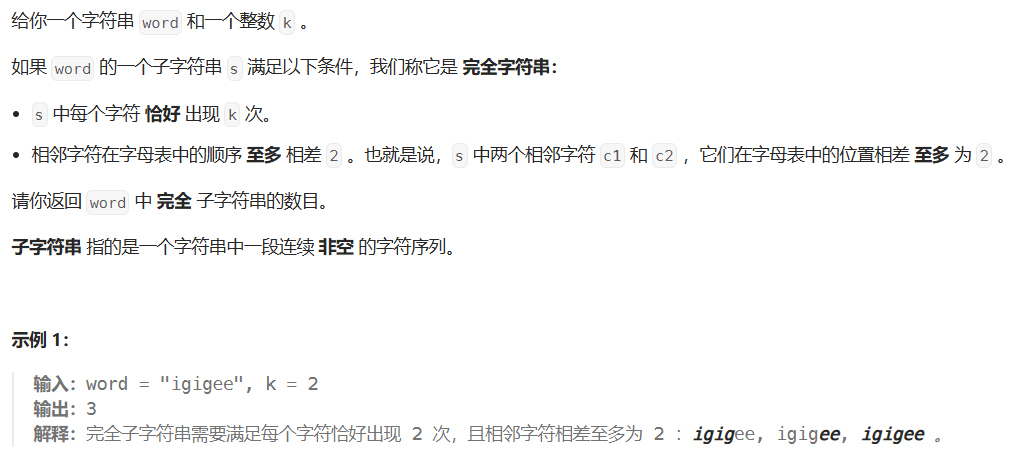 给你一个字符串 word 和一个整数 k 。
如果 word 的一个子字符串 s 满足以下条件，我们称它是 完全字符串：
• s 中每个字符 恰好 出现 k 次。
• 相邻字符在字母表中的顺序 至多 相差 2 。也就是说，s 中两个相邻字符 c1 和 c2 ，它们在字母表中的位置相差 至多 为 2 。
请你返回 word 中 完全 子字符串的数目。
子字符串 指的是一个字符串中一段连续 非空 的字符序列。
示例 1：
输入：word = "igigee", k = 2
输出：3
解释：完全子字符串需要满足每个字符恰好出现 2 次，且相邻字符相差至多为 2 ：igigee, igigee, igigee 。